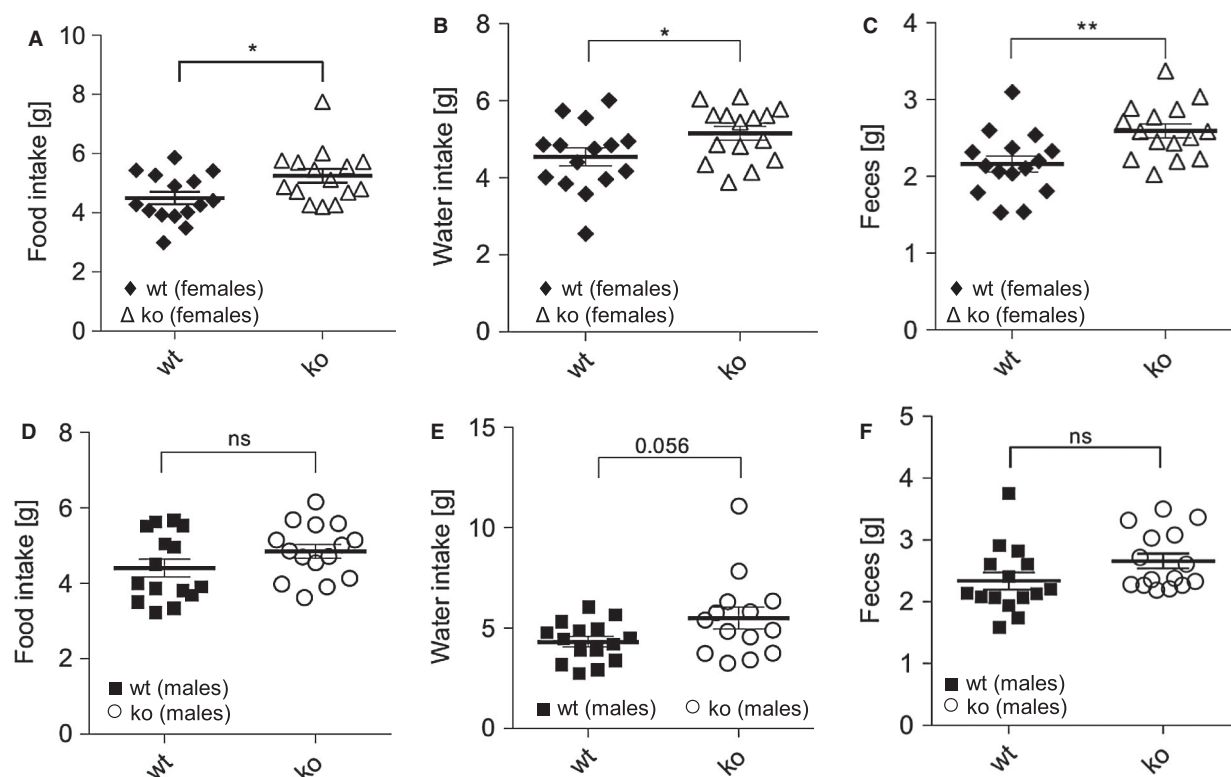 A
Food intake [g]
10
8
6
4
2
0
*
wt (females)
ko (females)
wt
ko
B
Water intake [g]
8
6
4
2
0
*
wt (females)
ko (females)
wt
ko
C
Feces [g]
4
3
2
1
0
**
wt (females)
ko (females)
wt
ko
D
Food intake [g]
8
6
4
2
0
ns
wt (males)
ko (males)
wt
ko
E
Water intake [g]
15
10
5
0
0.056
wt (males)
ko (males)
wt
ko
F
Feces [g]
5
4
3
2
1
0
ns
wt (males)
ko (males)
wt
ko